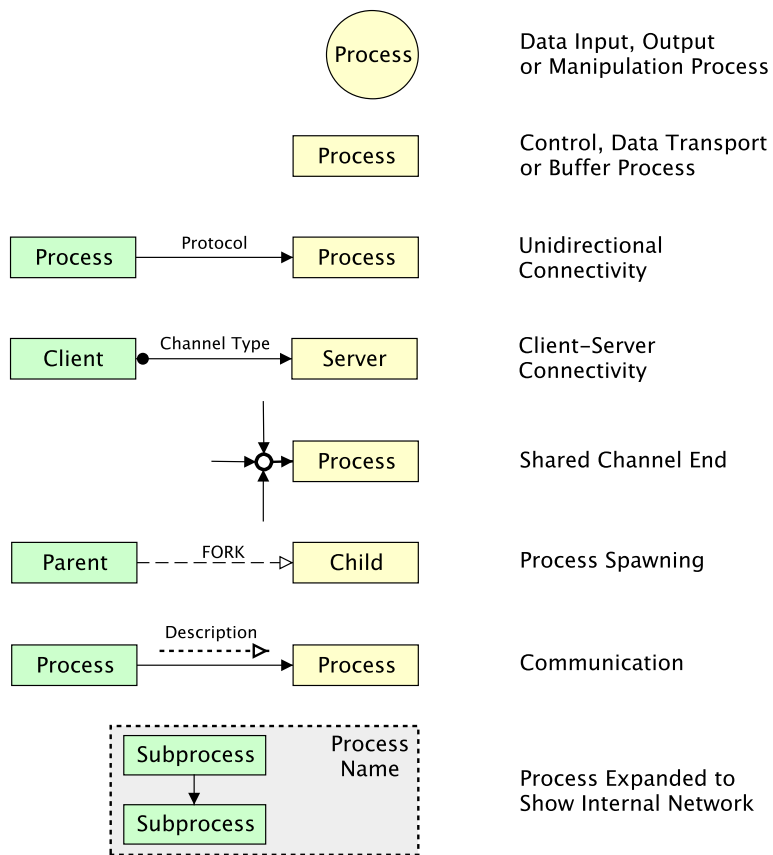 Process
Data Input, Output
or Manipulation Process
Process
Control, Data Transport
or Buffer Process
Process
Protocol
Process
Unidirectional
Connectivity
Client
Channel Type
Server
Client-Server
Connectivity
Process
Shared Channel End
Parent
FORK
Child
Process Spawning
Process
Description
Process
Communication
Subprocess
Subprocess
Process
Name
Process Expanded to
Show Internal Network